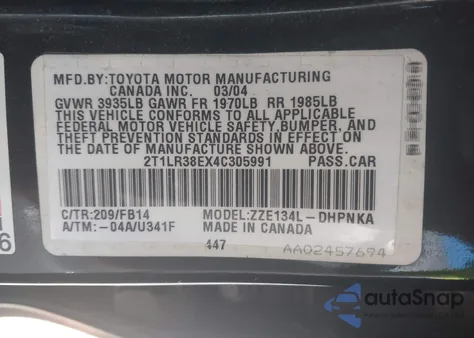 MFD.BY:TOYOTA MOTOR MANUFACTURING
CANADA INC. 03/04
GVWR 3935LB GAWR FR 1970LB RR 1985LB
THIS VEHICLE CONFORMS TO ALL APPLICABLE
FEDERAL MOTOR VEHICLE SAFETY,BUMPER, AND
THEFT PREVENTION STANDARDS IN EFFECT ON
THE DATE OF MANUFACTURE SHOWN ABOVE.
2T1LR38EX4C305991 PASS.CAR
C/TR:209/FB14 MODEL:ZZE134L-DHPNKA
A/TM:-04A/U341F MADE IN CANADA
447 AA02457694
6
autoSnap